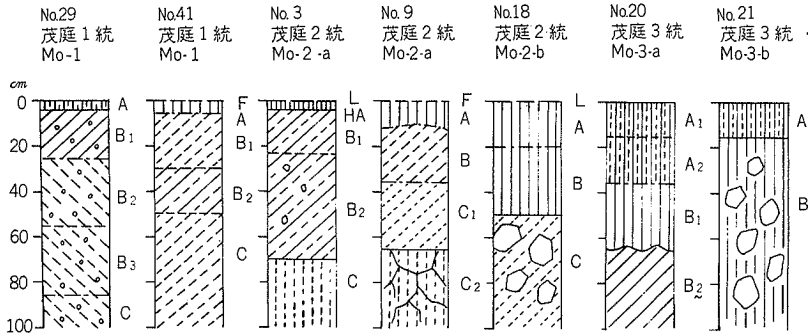 No.29
茂庭1統
Mo-1
No.41
茂庭1統
Mo-1
No.3
茂庭2統
Mo-2-a
No.9
茂庭2統
Mo-2-a
No.18
茂庭2統
Mo-2-b
No.20
茂庭3統
Mo-3-a
No.21
茂庭3統
Mo-3-b
cm
0
20
40
60
80
100
A
B1
B2
B3
C
F
A
B1
B2
C
L
HA
B1
B2
C
F
A
B
C1
C2
L
A
B
C
A1
A2
B1
B2
A
B